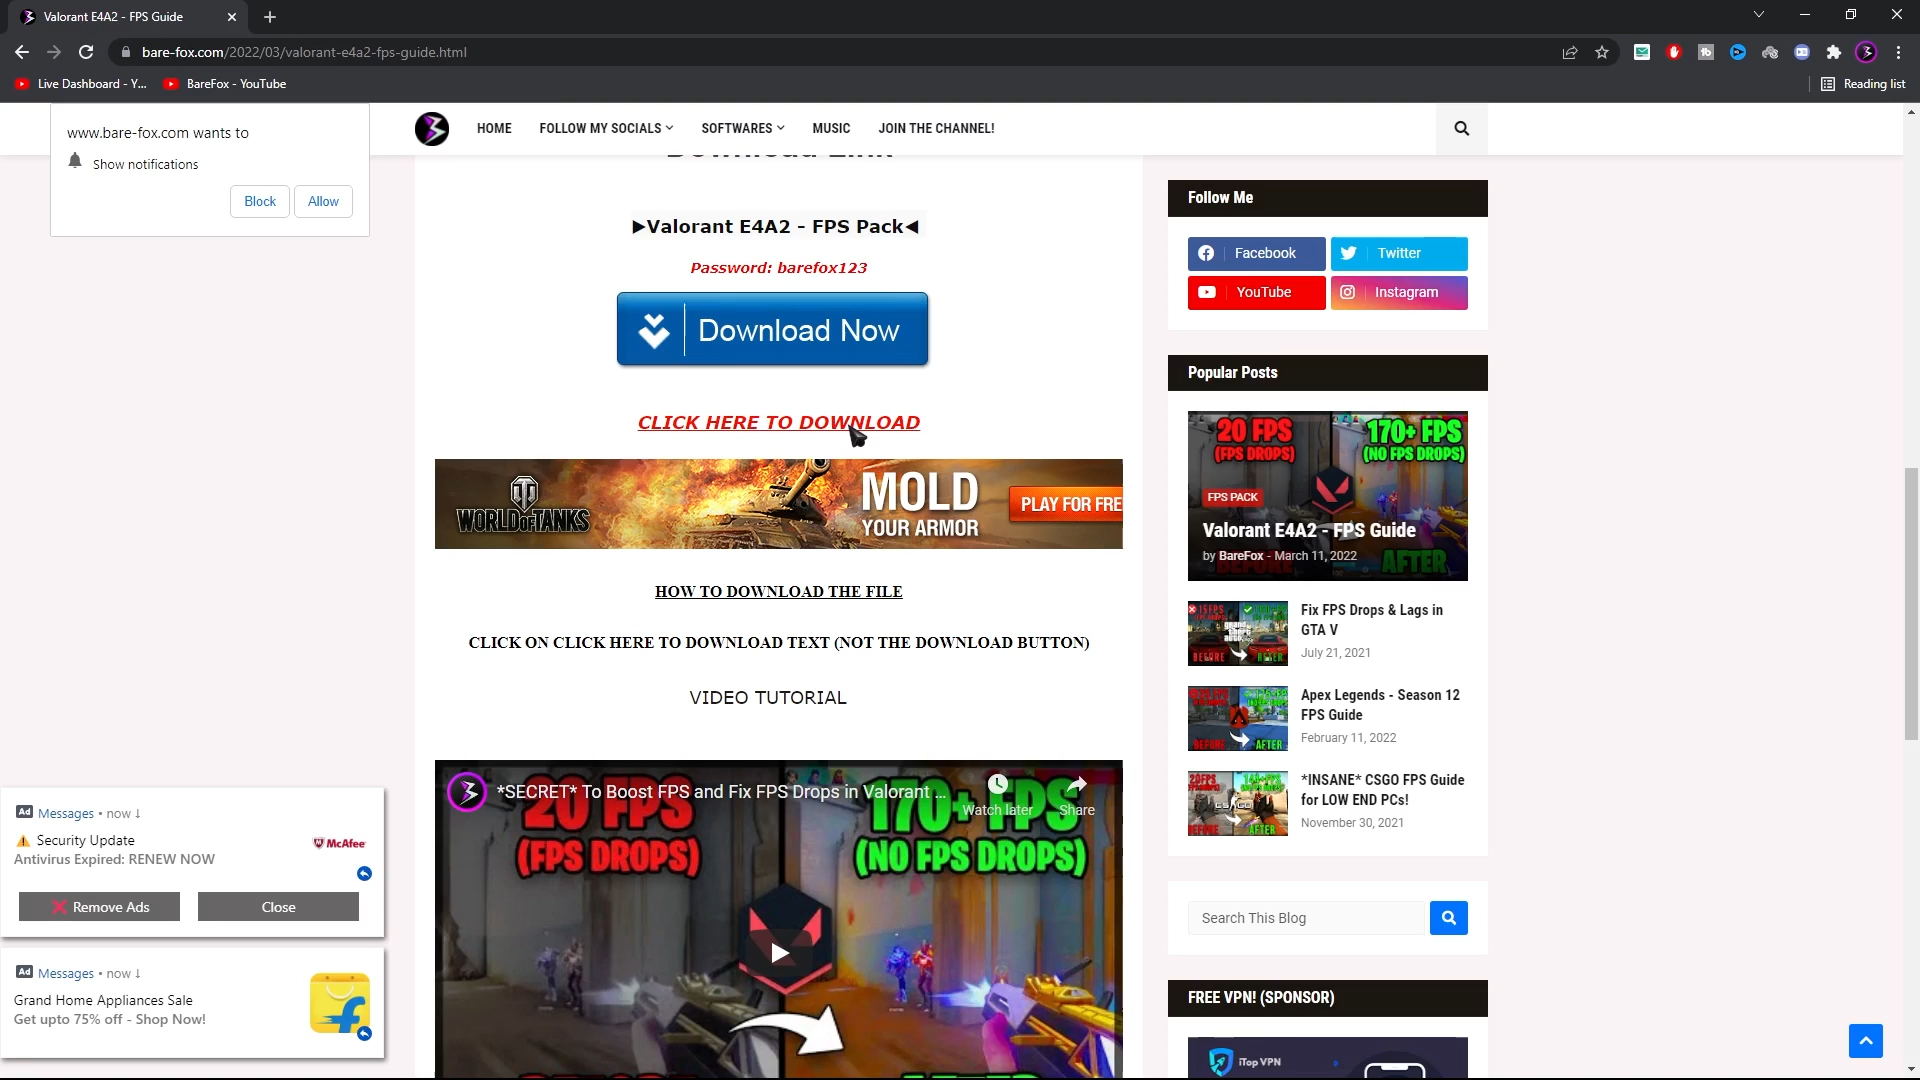 Valorant E4A2 - FPS Guide
bare-fox.com/2022/03/valorant-e4a2-fps-guide.html
Live Dashboard - Y...
BareFox - YouTube
Reading list
www.bare-fox.com wants to
Show notifications
Block
Allow
HOME
FOLLOW MY SOCIALS
SOFTWARES
MUSIC
JOIN THE CHANNEL!
Download Link
▶Valorant E4A2 - FPS Pack◀
Password: barefox123
Download Now
CLICK HERE TO DOWNLOAD
WORLD OF TANKS
MOLD
YOUR ARMOR
PLAY FOR FREE
HOW TO DOWNLOAD THE FILE
CLICK ON CLICK HERE TO DOWNLOAD TEXT (NOT THE DOWNLOAD BUTTON)
VIDEO TUTORIAL
*SECRET* To Boost FPS and Fix FPS Drops in Valorant ...
Watch later
Share
20 FPS
(FPS DROPS)
170+ FPS
(NO FPS DROPS)
Follow Me
Facebook
Twitter
YouTube
Instagram
Popular Posts
20 FPS
(FPS DROPS)
170+ FPS
(NO FPS DROPS)
FPS PACK
Valorant E4A2 - FPS Guide
by BareFox - March 11, 2022
BEFORE
AFTER
Fix FPS Drops & Lags in
GTA V
July 21, 2021
BEFORE
AFTER
Apex Legends - Season 12
FPS Guide
February 11, 2022
BEFORE
AFTER
*INSANE* CSGO FPS Guide
for LOW END PCs!
November 30, 2021
BEFORE
AFTER
Search This Blog
FREE VPN! (SPONSOR)
iTop VPN
Ad Messages • now ↓
Security Update
Antivirus Expired: RENEW NOW
McAfee
Remove Ads
Close
Ad Messages • now ↓
Grand Home Appliances Sale
Get upto 75% off - Shop Now!